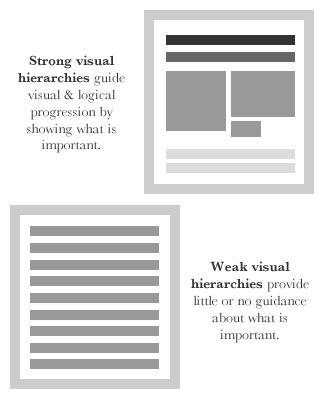 Strong visual
hierarchies guide
visual & logical
progression by
showing what is
important.
Weak visual
hierarchies provide
little or no guidance
about what is
important.